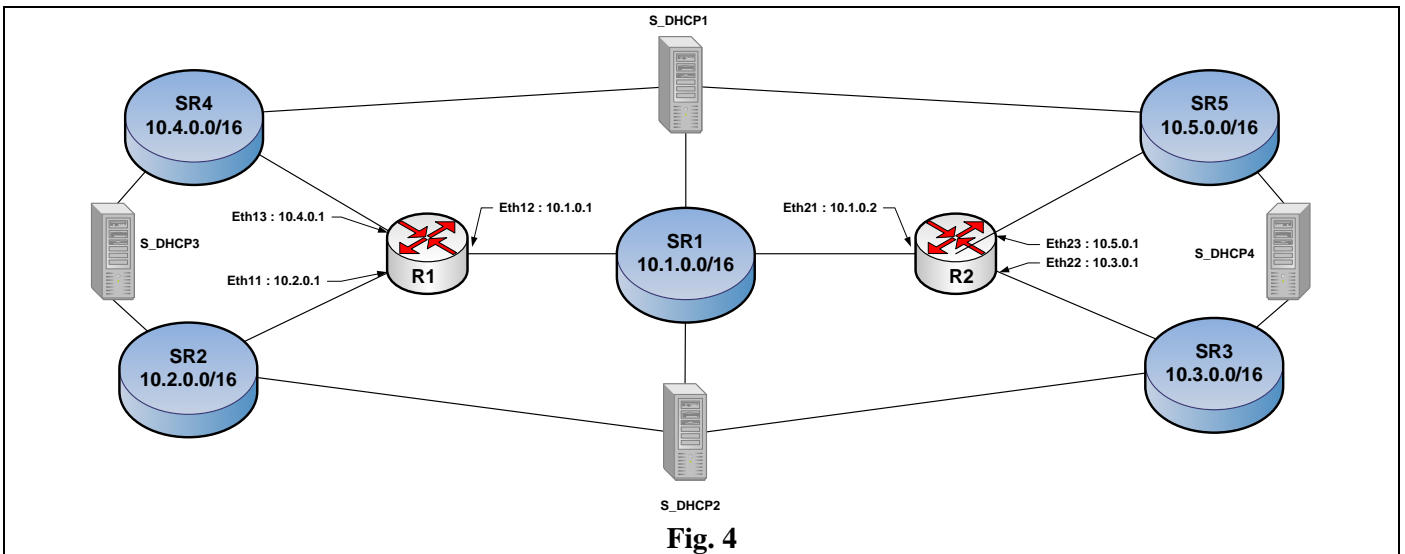 S_DHCP1
SR4
10.4.0.0/16
SR5
10.5.0.0/16
Eth13 : 10.4.0.1
Eth12 : 10.1.0.1
Eth21 : 10.1.0.2
S_DHCP3
SR1
10.1.0.0/16
Eth23 : 10.5.0.1
S_DHCP4
Eth22 : 10.3.0.1
R1
R2
Eth11 : 10.2.0.1
SR2
10.2.0.0/16
SR3
10.3.0.0/16
S_DHCP2
Fig. 4